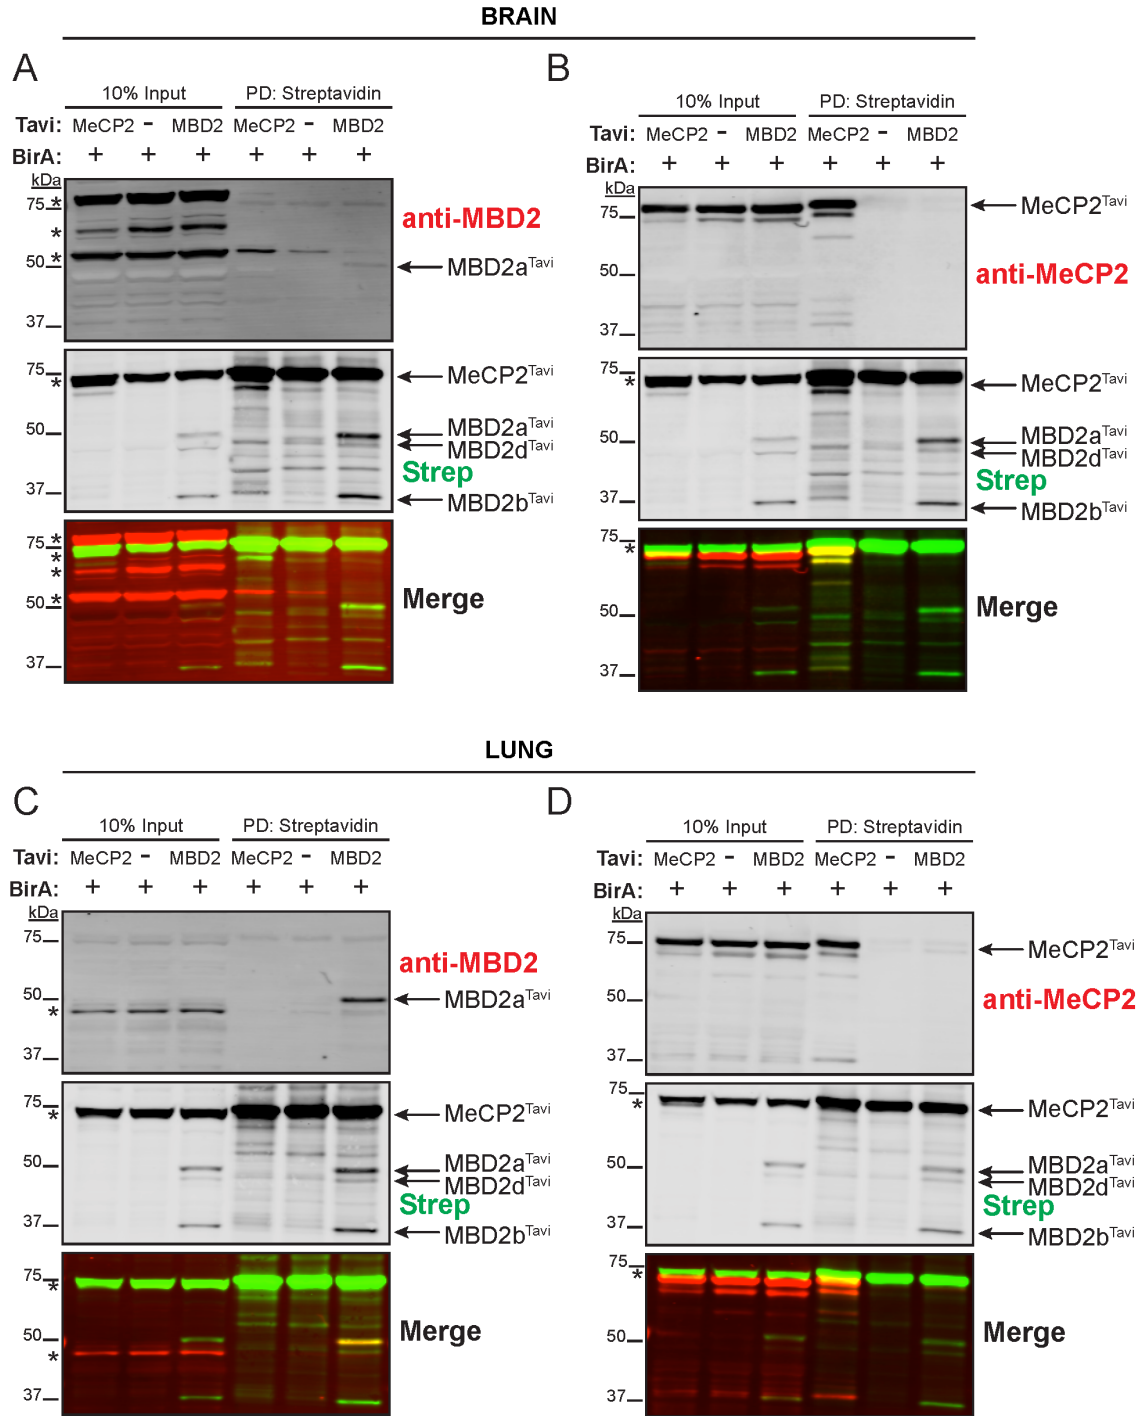 BRAIN
A
10% Input PD: Streptavidin
Tavi: MeCP2 - MBD2 MeCP2 - MBD2
BirA: + + + + + +
kDa
75 *
*
anti-MBD2
*
50
MBD2aTavi
37
75
*
MeCP2Tavi
50
MBD2aTavi
MBD2dTavi
Strep
37
MBD2bTavi
*
75
*
*
*
50
Merge
37
B
10% Input PD: Streptavidin
Tavi: MeCP2 - MBD2 MeCP2 - MBD2
BirA: + + + + + +
kDa
MeCP2Tavi
75
50
anti-MeCP2
37
75
*
MeCP2Tavi
50
MBD2aTavi
MBD2dTavi
Strep
37
MBD2bTavi
75
*
50
Merge
37
LUNG
C
10% Input PD: Streptavidin
Tavi: MeCP2 - MBD2 MeCP2 - MBD2
BirA: + + + + + +
kDa
75
anti-MBD2
50
MBD2aTavi
*
37
75
*
MeCP2Tavi
50
MBD2aTavi
MBD2dTavi
Strep
37
MBD2bTavi
75
*
50
Merge
*
37
D
10% Input PD: Streptavidin
Tavi: MeCP2 - MBD2 MeCP2 - MBD2
BirA: + + + + + +
kDa
75
MeCP2Tavi
50
anti-MeCP2
37
75
*
MeCP2Tavi
50
MBD2aTavi
MBD2dTavi
Strep
37
MBD2bTavi
75
*
50
Merge
37